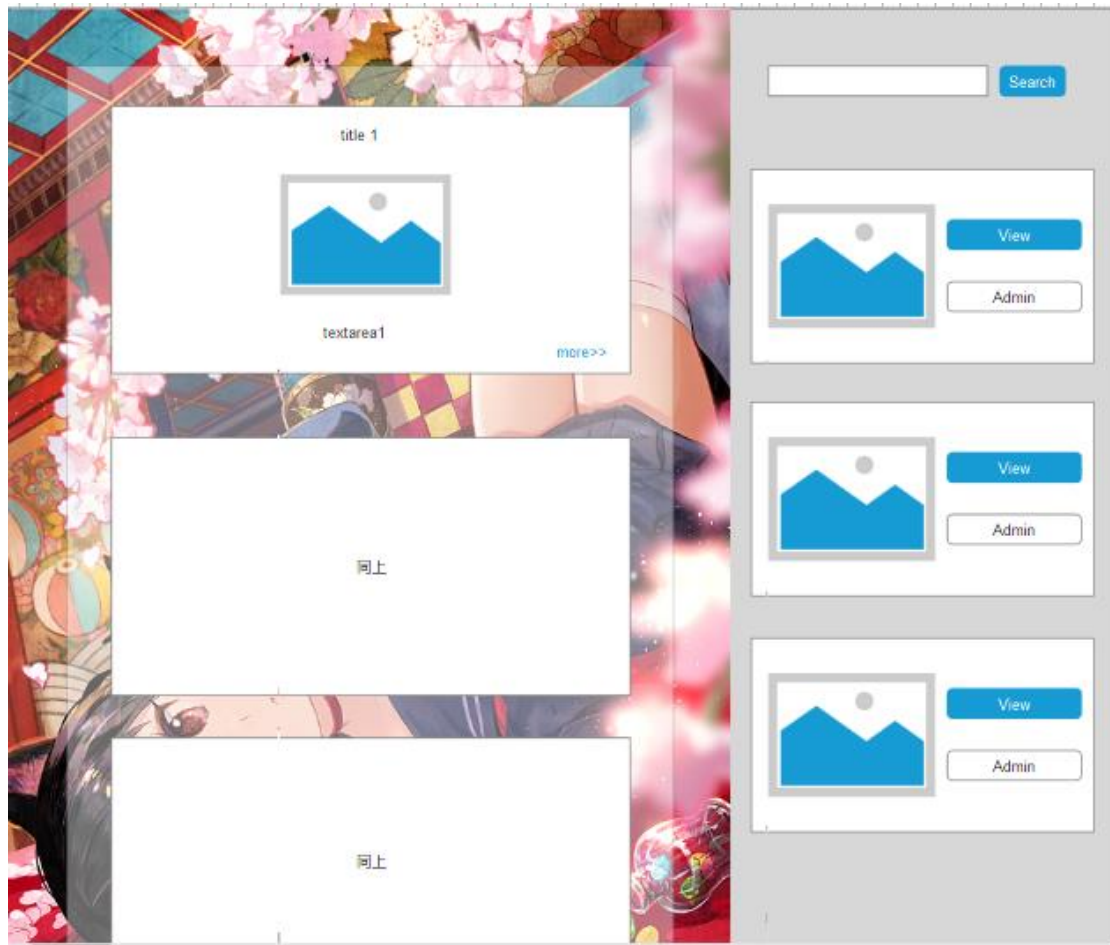 title 1
textarea1
more>>
同上
同上
Search
View
Admin
View
Admin
View
Admin